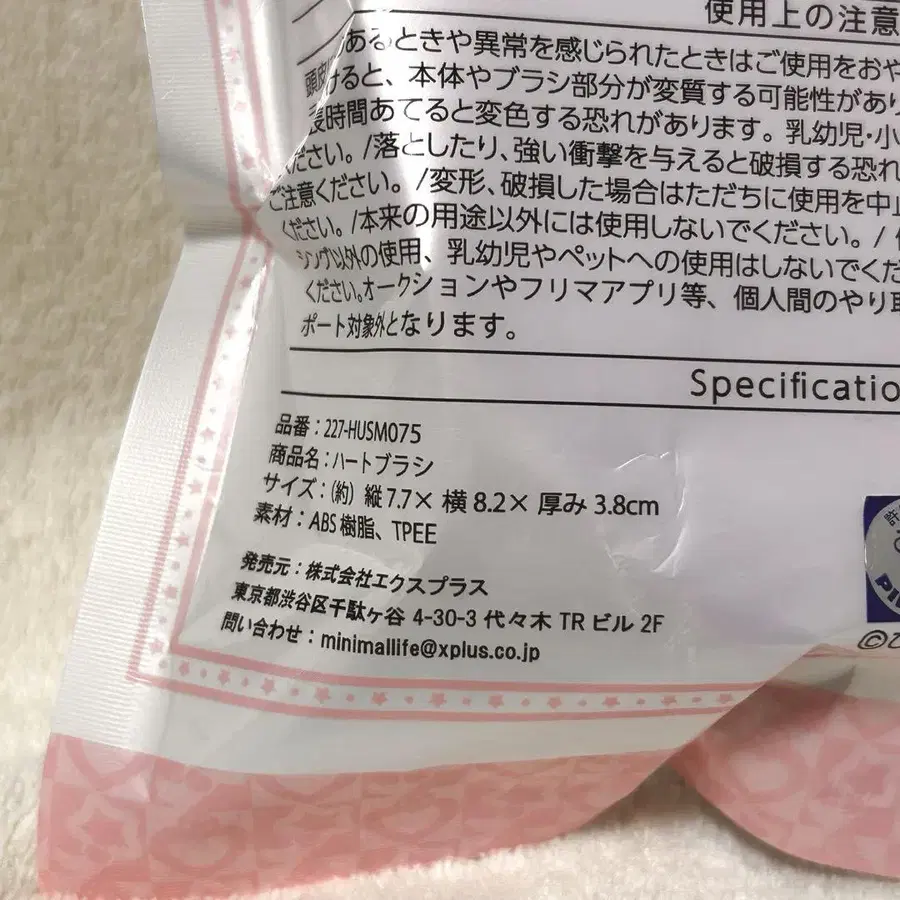 使用上の注意
あるときや異常を感じられたときはご使用をおや
けると、本体やブラシ部分が変質する可能性があり
長時間あてると変色する恐れがあります。乳幼児・小
ください。/落としたり、強い衝撃を与えると破損する恐れ
ご注意ください。/変形、破損した場合はただちに使用を中止
ください。/本来の用途以外には使用しないでください。/
シング以外の使用、乳幼児やペットへの使用はしないでくだ
ください。オークションやフリマアプリ等、個人間のやり取
ポート対象外となります。
Specificatio
品番:227-HUSM075
商品名:ハートブラシ
サイズ:(約) 縦7.7× 横8.2× 厚み3.8cm
素材:ABS樹脂、TPEE
発売元:株式会社エクスプラス
東京都渋谷区千駄ヶ谷 4-30-3 代々木 TR ビル 2F
問い合わせ:minimallife@xplus.co.jp